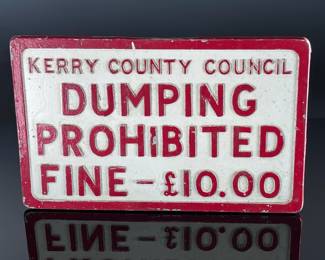 KERRY COUNTY COUNCIL
DUMPING
PROHIBITED
FINE - £10.00